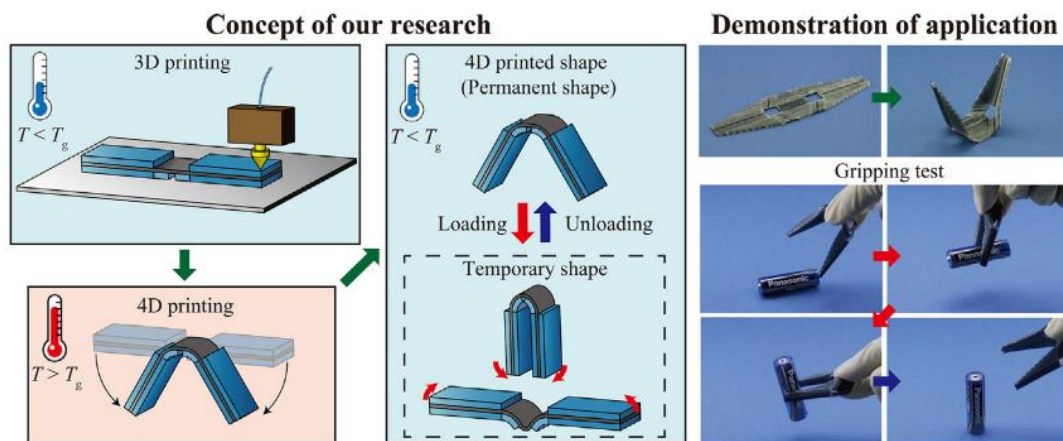 Concept of our research
3D printing
T < Tg
4D printing
T > Tg
4D printed shape
(Permanent shape)
T < Tg
Loading
Unloading
Temporary shape
Demonstration of application
Gripping test
Panasonic
Panasonic
Panasonic